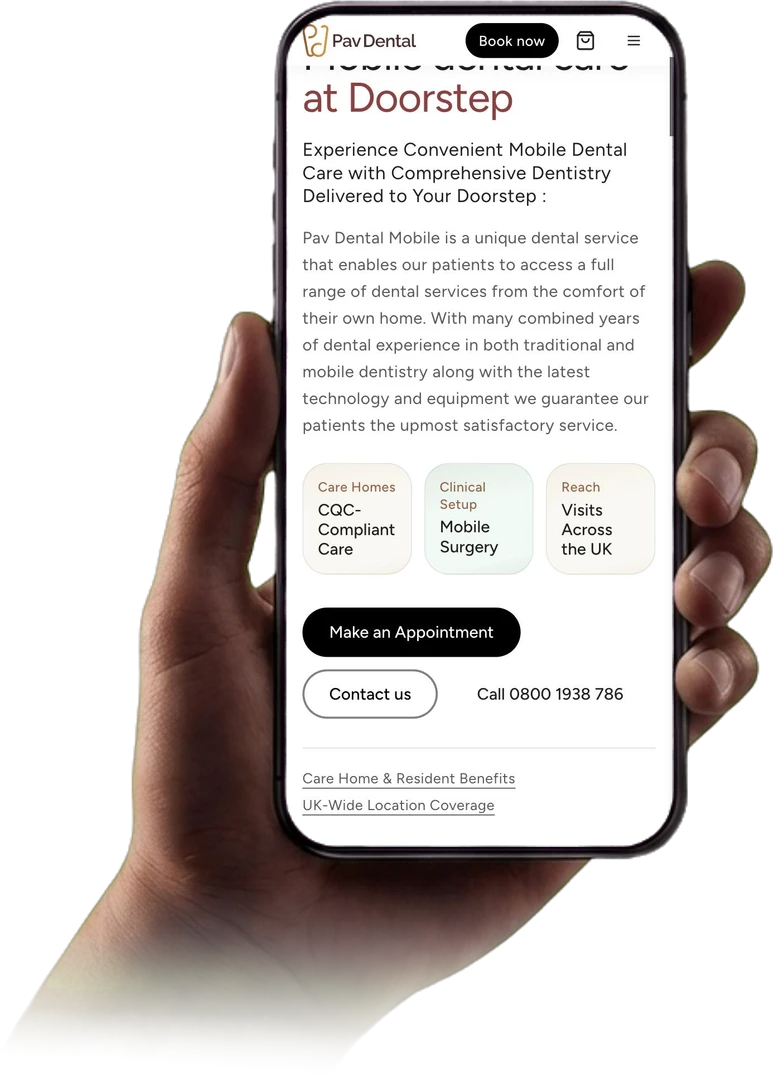 Pav Dental
Book now
Mobile dental care
at Doorstep
Experience Convenient Mobile Dental
Care with Comprehensive Dentistry
Delivered to Your Doorstep :
Pav Dental Mobile is a unique dental service
that enables our patients to access a full
range of dental services from the comfort of
their own home. With many combined years
of dental experience in both traditional and
mobile dentistry along with the latest
technology and equipment we guarantee our
patients the upmost satisfactory service.
Care Homes
CQC-
Compliant
Care
Clinical
Setup
Mobile
Surgery
Reach
Visits
Across
the UK
Make an Appointment
Contact us
Call 0800 1938 786
Care Home & Resident Benefits
UK-Wide Location Coverage